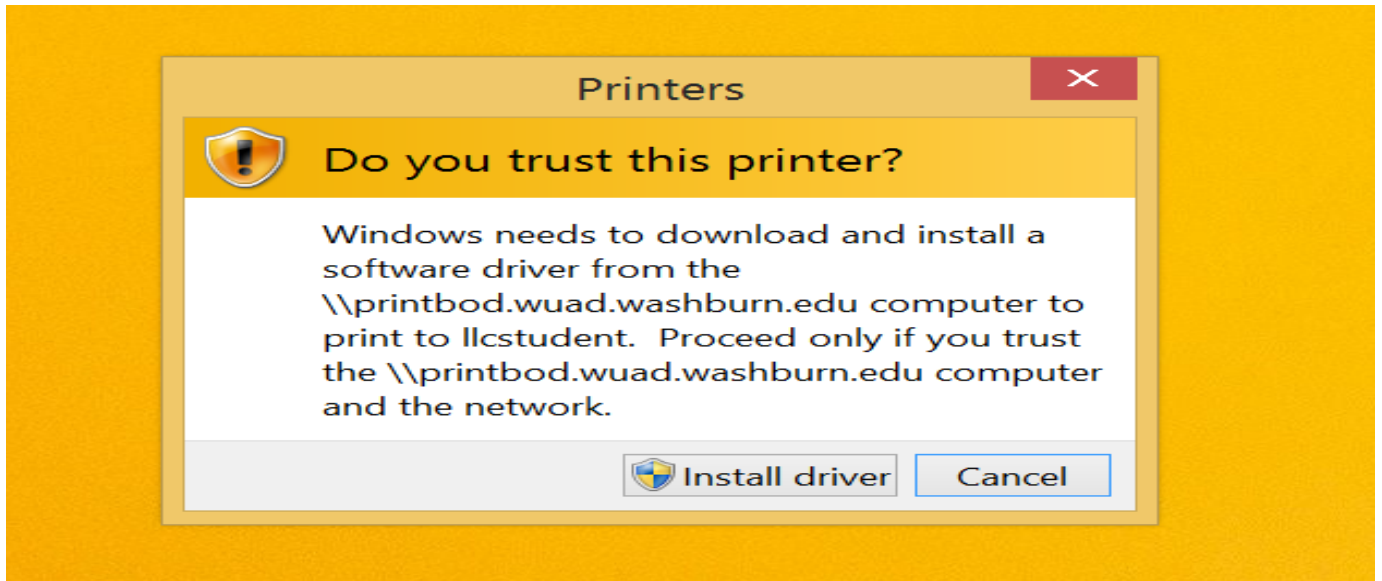 Printers
Do you trust this printer?
Windows needs to download and install a
software driver from the
\\printbod.wuad.washburn.edu computer to
print to llcstudent.  Proceed only if you trust
the \\printbod.wuad.washburn.edu computer
and the network.
Install driver
Cancel